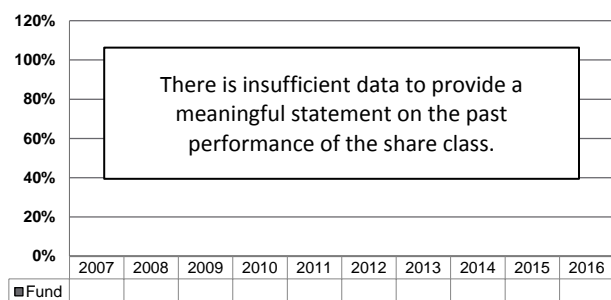 120%
100%
80%
60%
40%
20%
0%
There is insufficient data to provide a
meaningful statement on the past
performance of the share class.
2007 2008 2009 2010 2011 2012 2013 2014 2015 2016
Fund